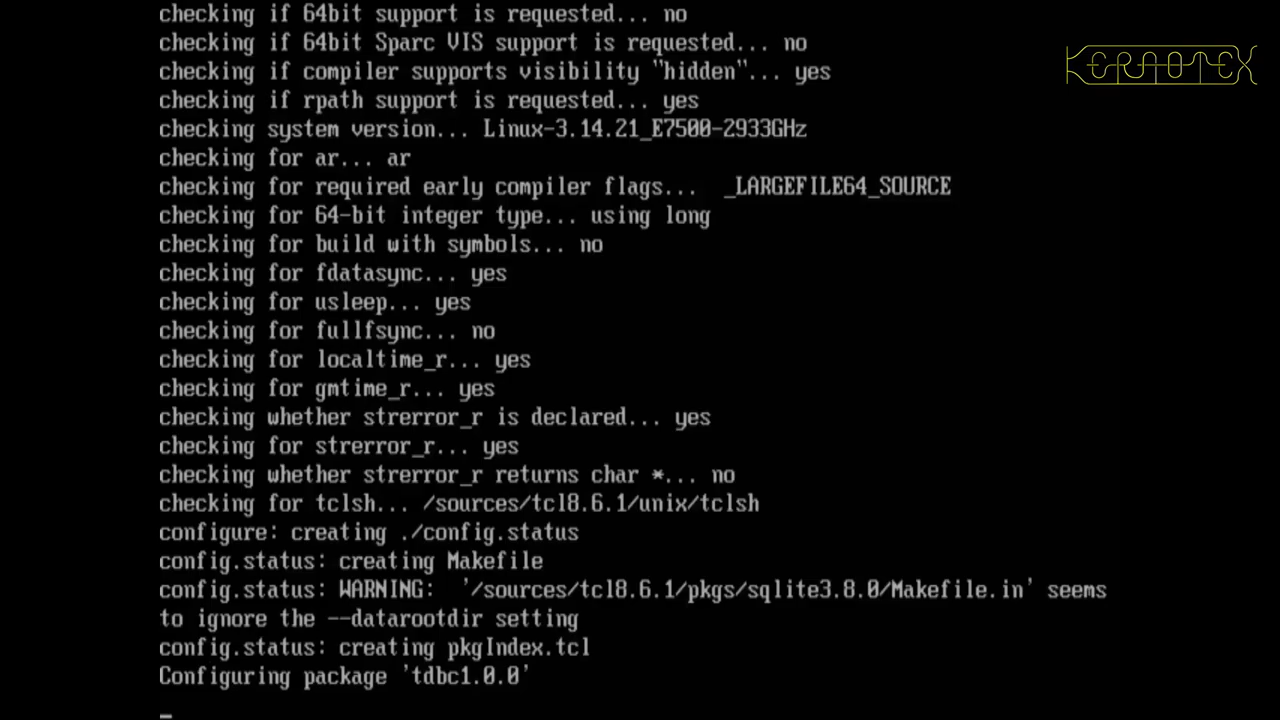 checking if 64bit support is requested... no
checking if 64bit Sparc VIS support is requested... no
checking if compiler supports visibility "hidden"... yes
checking if rpath support is requested... yes
checking system version... Linux-3.14.21_E7500-2933GHz
checking for ar... ar
checking for required early compiler flags...  _LARGEFILE64_SOURCE
checking for 64-bit integer type... using long
checking for build with symbols... no
checking for fdatasync... yes
checking for usleep... yes
checking for fullfsync... no
checking for localtime_r... yes
checking for gmtime_r... yes
checking whether strerror_r is declared... yes
checking for strerror_r... yes
checking whether strerror_r returns char *... no
checking for tclsh... /sources/tcl8.6.1/unix/tclsh
configure: creating ./config.status
config.status: creating Makefile
config.status: WARNING:  '/sources/tcl8.6.1/pkgs/sqlite3.8.0/Makefile.in' seems
to ignore the --datarootdir setting
config.status: creating pkgIndex.tcl
Configuring package 'tdbc1.0.0'
KERNOTEX